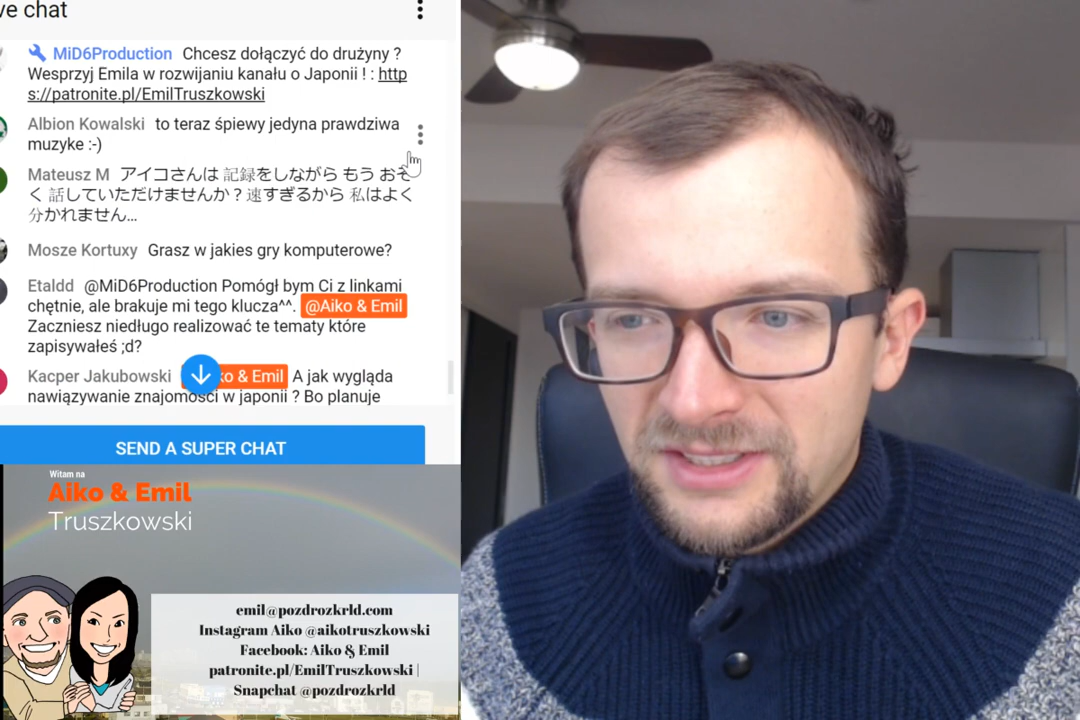 ve chat
MiD6Production Chcesz dołączyć do drużyny ?
Wesprzyj Emila w rozwijaniu kanału o Japonii ! : http
s://patronite.pl/EmilTruszkowski
Albion Kowalski to teraz śpiewy jedyna prawdziwa
muzyke :-)
Mateusz M アイコさんは 記録をしながら もう おそ
く 話していただけませんか？速すぎるから 私はよく
分かれません...
Mosze Kortuxy Grasz w jakies gry komputerowe?
Etaldd @MiD6Production Pomógł bym Ci z linkami
chętnie, ale brakuje mi tego klucza^^. @Aiko & Emil
Zaczniesz niedługo realizować te tematy które
zapisywałeś ;d?
Kacper Jakubowski ko & Emil A jak wygląda
nawiązywanie znajomości w japonii ? Bo planuje
SEND A SUPER CHAT
Witam na
Aiko & Emil
Truszkowski
emil@pozdrozkrld.com
Instagram Aiko @aikotruszkowski
Facebook: Aiko & Emil
patronite.pl/EmilTruszkowski |
Snapchat @pozdrozkrld